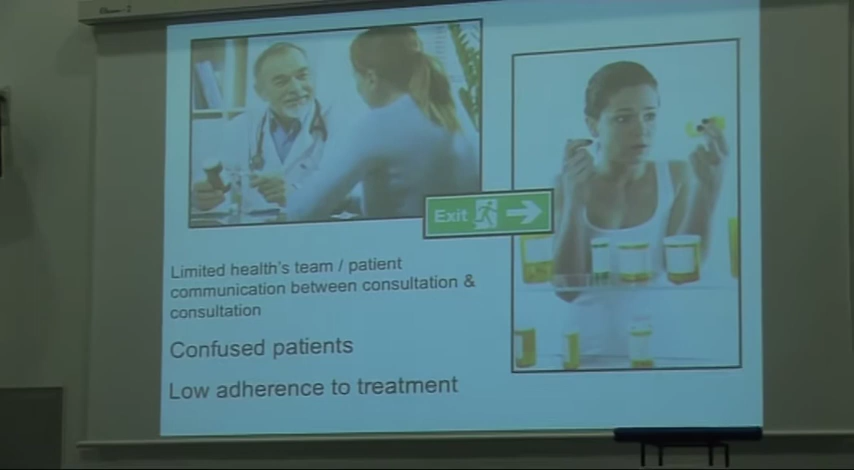 Exit
Limited health's team / patient
communication between consultation &
consultation
Confused patients
Low adherence to treatment